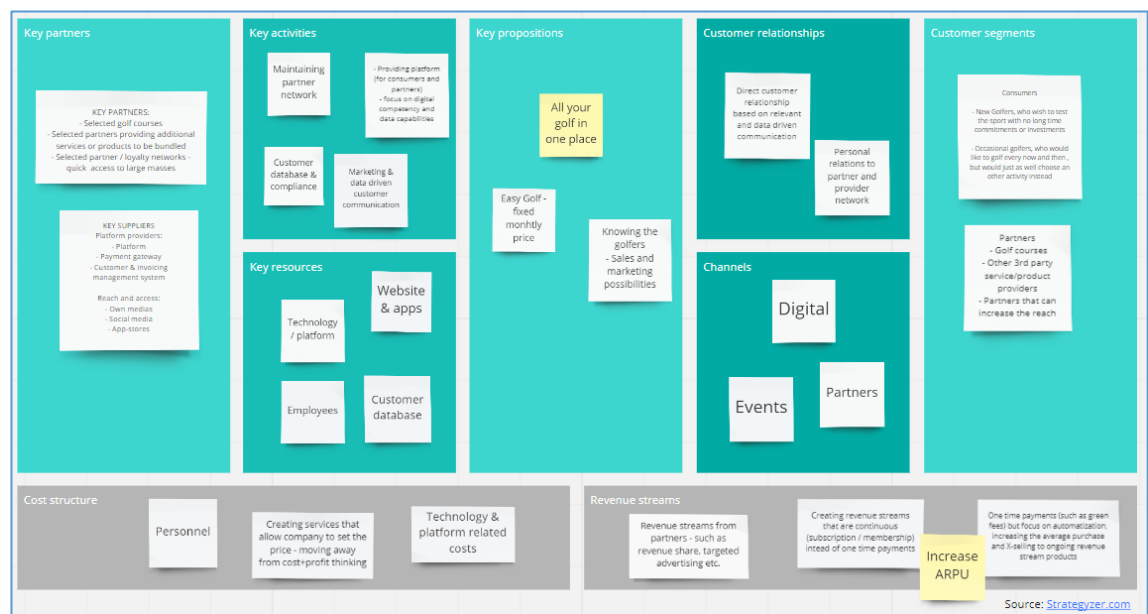 Key partners
KEY PARTNERS:
- Selected golf courses
- Selected partners providing additional
services or products to be bundled
- Selected partner / loyalty networks -
quick access to large masses
KEY SUPPLIERS
Platform providers:
- Platform
- Payment gateway
- Customer & invoicing
management system
Reach and access:
- Own medias
- Social media
- App-stores
Key activities
Maintaining
partner
network
- Providing platform
(for consumers and
partners)
- focus on digital
competency and
data capabilities
Customer
database &
compliance
Marketing &
data driven
customer
communication
Key resources
Website
& apps
Technology
/ platform
Employees
Customer
database
Key propositions
All your
golf in
one place
Easy Golf -
fixed
monhtly
price
Knowing the
golfers
- Sales and
marketing
possibilities
Customer relationships
Direct customer
relationship
based on relevant
and data driven
communication
Personal
relations to
partner and
provider
network
Channels
Digital
Events
Partners
Customer segments
Consumers
- New Golfers, who wish to test
the sport with no long time
commitments or investments
- Occasional golfers, who would
like to golf every now and then ,
but would just as well choose an
other activity instead
Partners
- Golf courses
- Other 3rd party
service/product
providers
- Partners that can
increase the reach
Cost structure
Personnel
Creating services that
allow company to set the
price - moving away
from cost+profit thinking
Technology &
platform related
costs
Revenue streams
Revenue streams from
partners - such as
revenue share, targeted
advertising etc.
Creating revenue streams
that are continuous
(subscription / membership)
intead of one time payments
Increase
ARPU
One time payments (such as green
fees) but focus on automatization,
increasing the average purchase
and X-selling to ongoing revenue
stream products
Source: Strategyzer.com